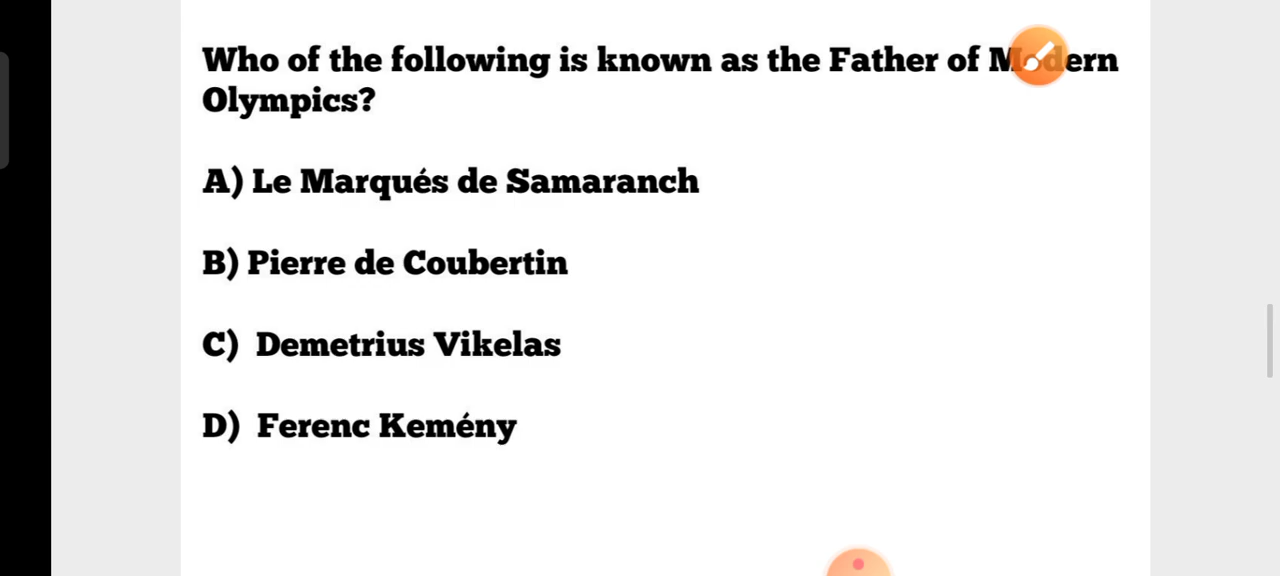 Who of the following is known as the Father of Modern
Olympics?
A) Le Marqués de Samaranch
B) Pierre de Coubertin
C) Demetrius Vikelas
D) Ferenc Kemény